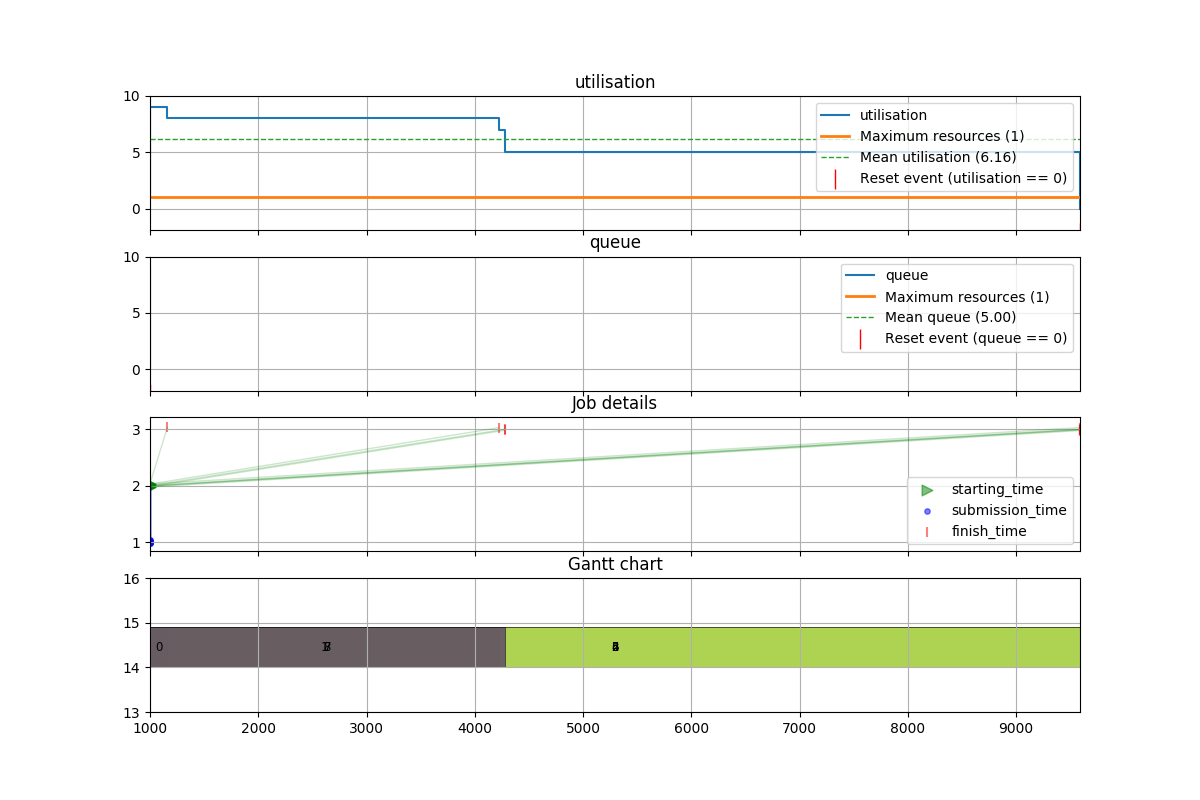 utilisation
10
5
0
utilisation
Maximum resources (1)
Mean utilisation (6.16)
Reset event (utilisation == 0)
queue
10
5
0
queue
Maximum resources (1)
Mean queue (5.00)
Reset event (queue == 0)
Job details
3
2
1
starting_time
submission_time
finish_time
Gantt chart
16
15
14
13
0
1000 2000 3000 4000 5000 6000 7000 8000 9000